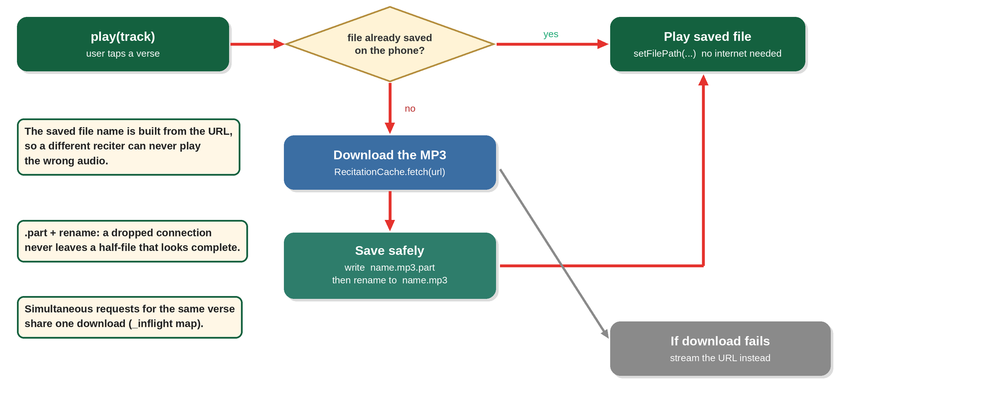 play(track)
user taps a verse
file already saved
on the phone?
yes
Play saved file
setFilePath(...)  no internet needed
no
The saved file name is built from the URL,
so a different reciter can never play
the wrong audio.
Download the MP3
RecitationCache.fetch(url)
.part + rename: a dropped connection
never leaves a half-file that looks complete.
Save safely
write  name.mp3.part
then rename to  name.mp3
Simultaneous requests for the same verse
share one download (_inflight map).
If download fails
stream the URL instead